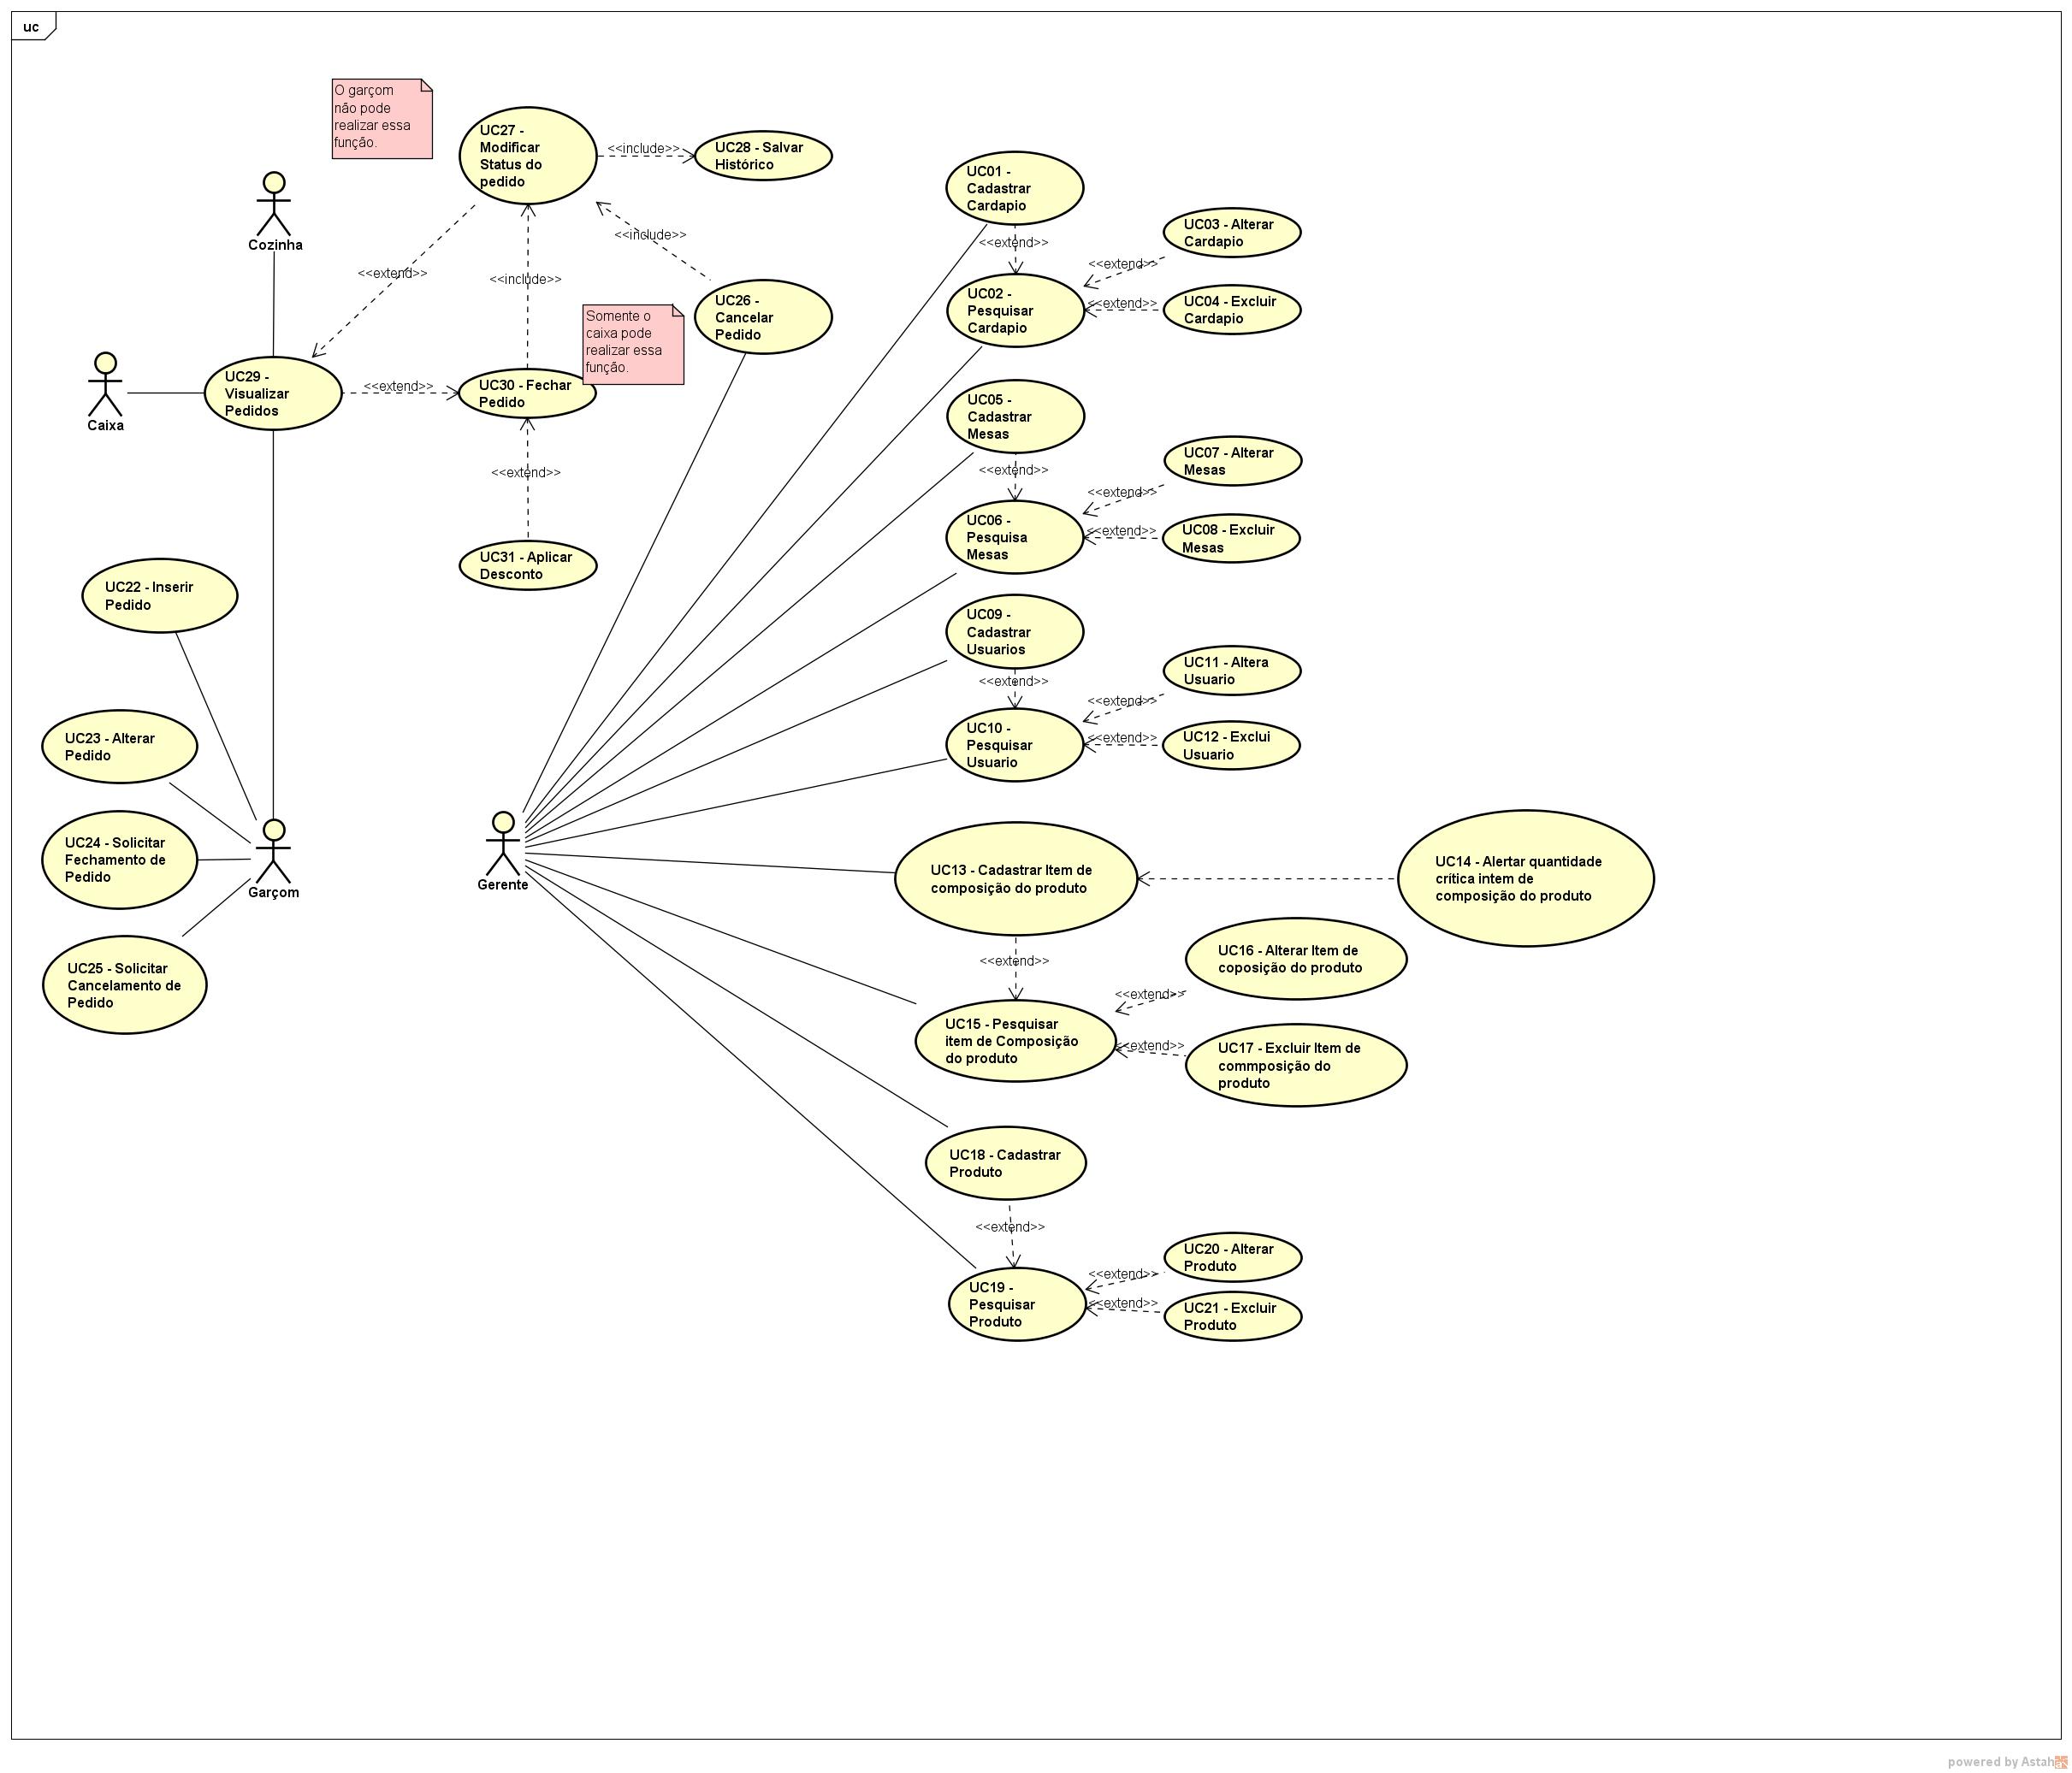 uc
O garçom
não pode
realizar essa
função.
UC27 -
Modificar
Status do
pedido
<<include>>
UC28 - Salvar
Histórico
Cozinha
<<extend>>
<<include>>
<<include>>
UC26 -
Cancelar
Pedido
Somente o
caixa pode
realizar essa
função.
Caixa
UC29 -
Visualizar
Pedidos
<<extend>>
UC30 - Fechar
Pedido
<<extend>>
UC31 - Aplicar
Desconto
UC22 - Inserir
Pedido
UC23 - Alterar
Pedido
UC24 - Solicitar
Fechamento de
Pedido
UC25 - Solicitar
Cancelamento de
Pedido
Garçom
Gerente
UC01 -
Cadastrar
Cardapio
<<extend>>
UC02 -
Pesquisar
Cardapio
UC03 - Alterar
Cardapio
<<extend>>
<<extend>>
UC04 - Excluir
Cardapio
UC05 -
Cadastrar
Mesas
<<extend>>
UC06 -
Pesquisa
Mesas
UC07 - Alterar
Mesas
<<extend>>
<<extend>>
UC08 - Excluir
Mesas
UC09 -
Cadastrar
Usuarios
<<extend>>
UC10 -
Pesquisar
Usuario
UC11 - Altera
Usuario
<<extend>>
<<extend>>
UC12 - Exclui
Usuario
UC13 - Cadastrar Item de
composição do produto
UC14 - Alertar quantidade
crítica intem de
composição do produto
<<extend>>
UC15 - Pesquisar
item de Composição
do produto
UC16 - Alterar Item de
coposição do produto
<<extend>>
<<extend>>
UC17 - Excluir Item de
commposição do
produto
UC18 - Cadastrar
Produto
<<extend>>
UC19 -
Pesquisar
Produto
UC20 - Alterar
Produto
<<extend>>
<<extend>>
UC21 - Excluir
Produto
powered by Astah